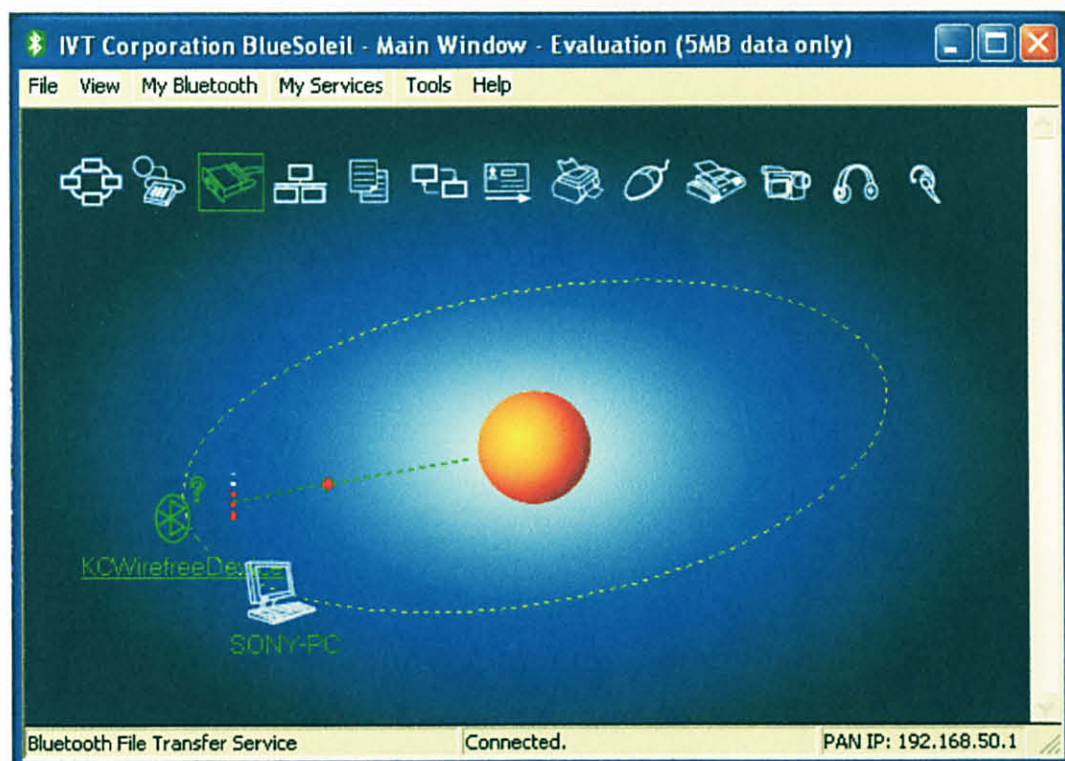 IVT Corporation BlueSoleil - Main Window - Evaluation (5MB data only)
File View My Bluetooth My Services Tools Help
?
KCWirefreeDevice
SONY-PC
Bluetooth File Transfer Service Connected. PAN IP: 192.168.50.1